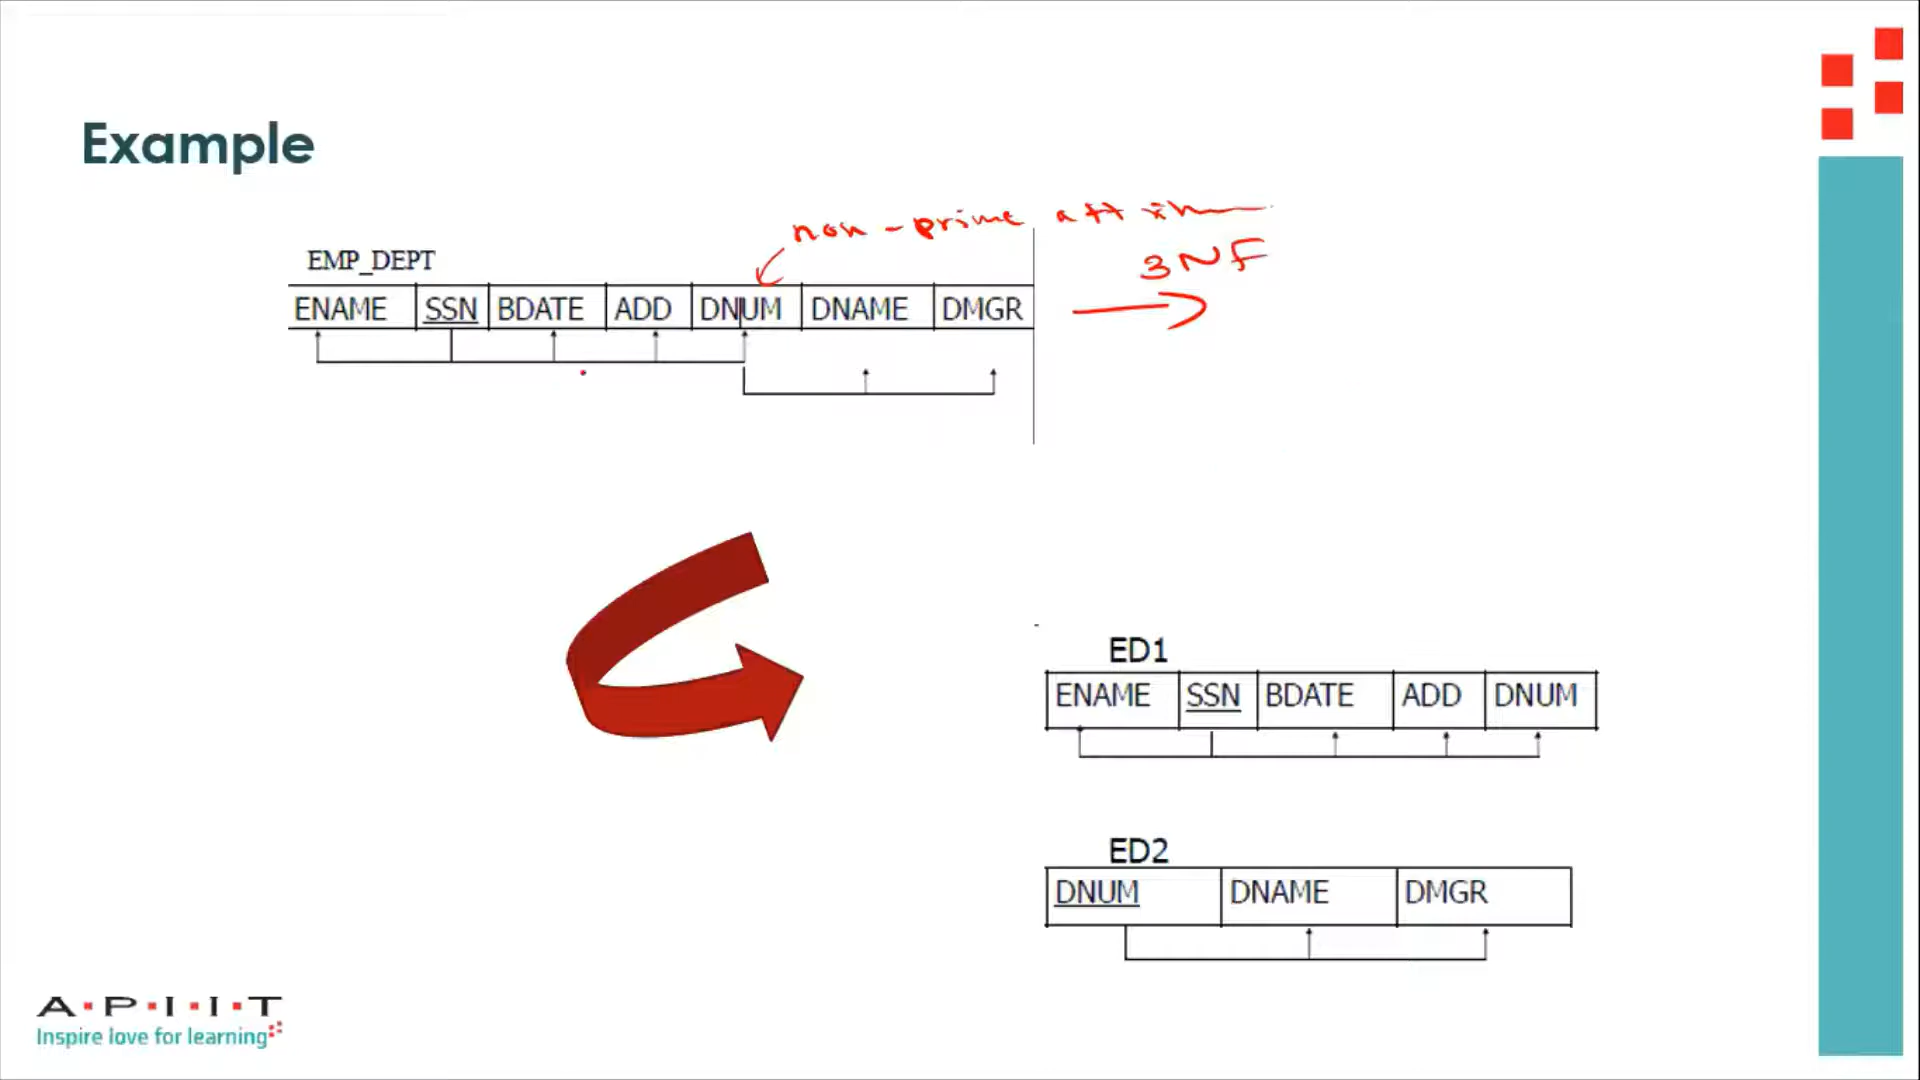 Example
non-prime
3NF
EMP_DEPT
ENAME SSN BDATE ADD DNUM DNAME DMGR
ED1
ENAME SSN BDATE ADD DNUM
ED2
DNUM DNAME DMGR
A·P·I·I·T
Inspire love for learning